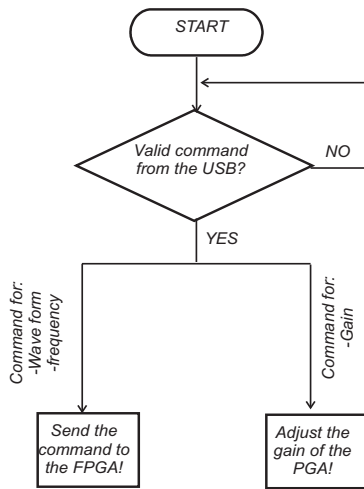 START
Valid command
from the USB?
NO
YES
Command for:
-Wave form
-frequency
Command for:
-Gain
Send the
command to
the FPGA!
Adjust the
gain of the
PGA!